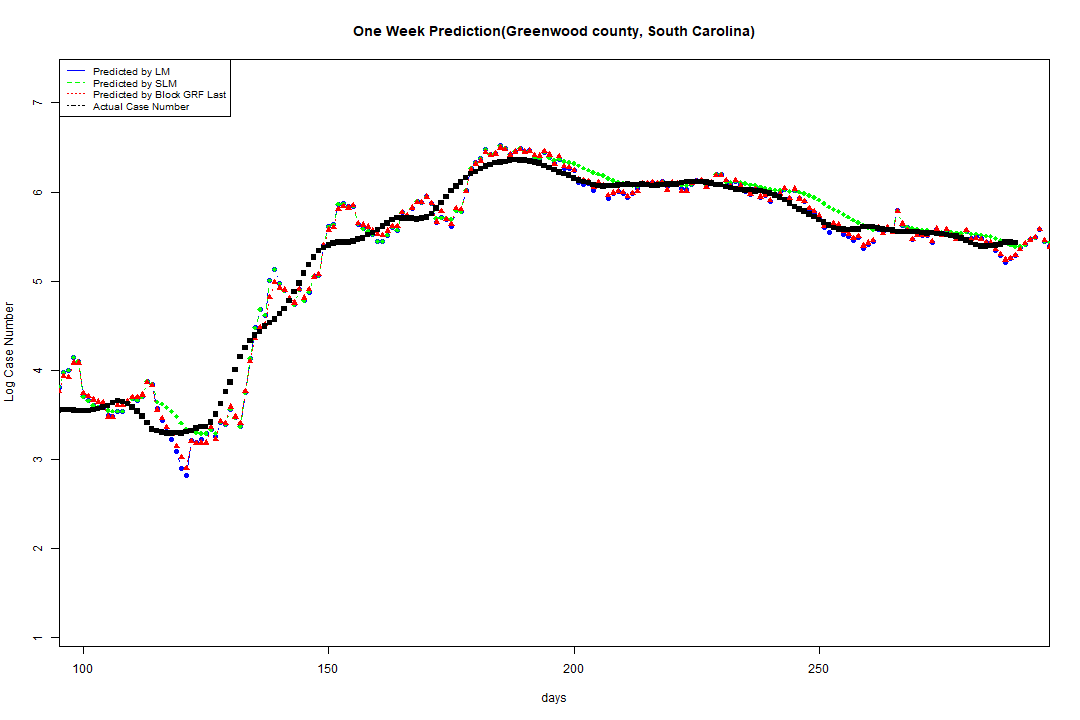 One Week Prediction(Greenwood county, South Carolina)
Predicted by LM
Predicted by SLM
Predicted by Block GRF Last
Actual Case Number
7
6
5
4
3
2
1
Log Case Number
100 150 200 250
days